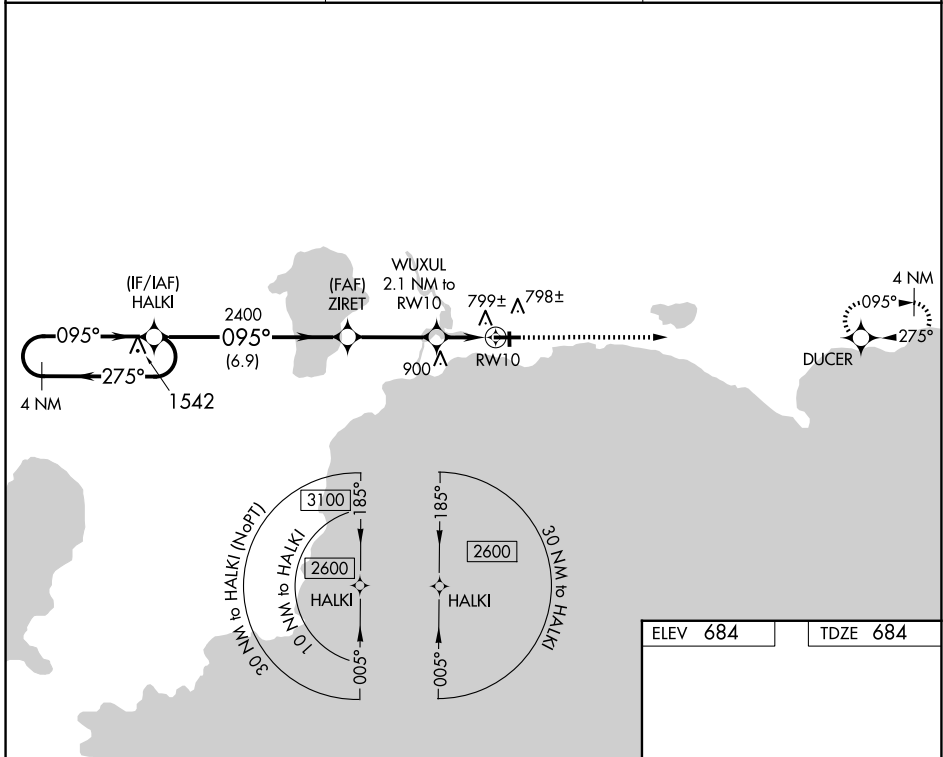 (IF/IAF)
HALKI
095°
275°
4 NM
1542
2400
095°
(6.9)
(FAF)
ZIRET
WUXUL
2.1 NM to
RW10
900
799±
798±
RW10
4 NM
095°
275°
DUCER
30 NM to HALKI (NoPT)
3100
185°
10 NM to HALKI
2600
HALKI
005°
185°
2600
HALKI
30 NM to HALKI
005°
ELEV 684
TDZE 684